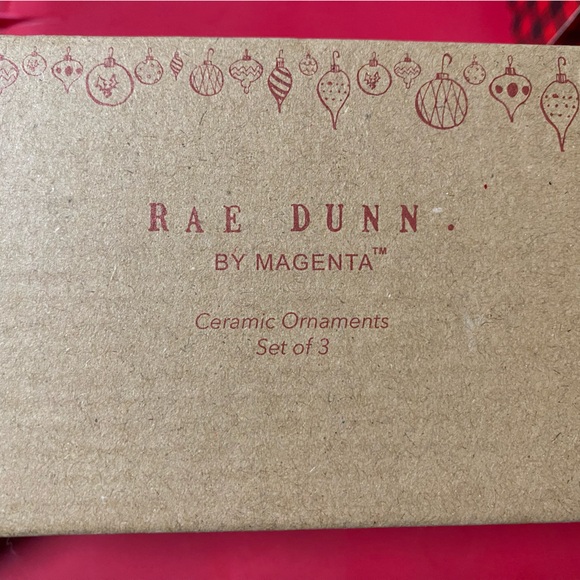 RAE DUNN.
BY MAGENTA™
Ceramic Ornaments
Set of 3